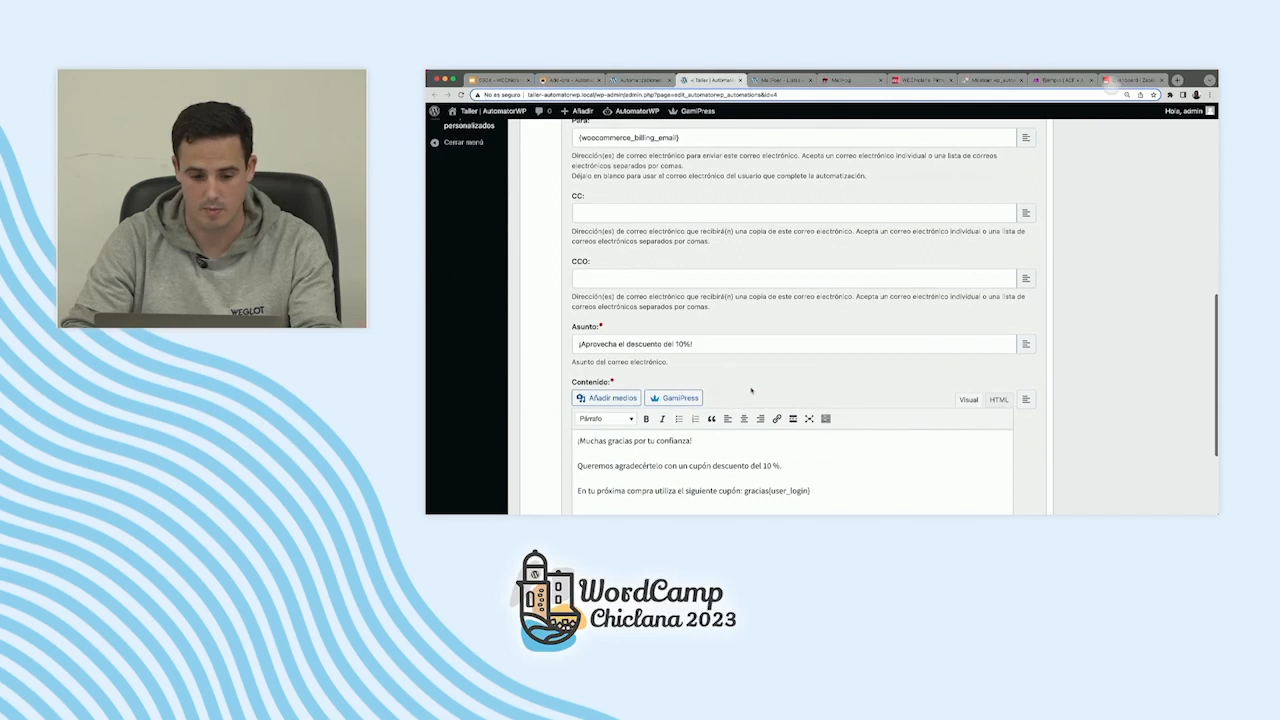 No es seguro | taller-automatorwp.local/wp-admin/admin.php?page=edit_automatorwp_automations&id=4
Taller | AutomatorWP 0 Añadir AutomatorWP GamiPress Hola, admin
personalizados
Cerrar menú
Para:
{woocommerce_billing_email}
Dirección(es) de correo electrónico para enviar este correo electrónico. Acepta un correo electrónico individual o una lista de correos
electrónicos separados por comas.
Déjalo en blanco para usar el correo electrónico del usuario que complete la automatización.
CC:
Dirección(es) de correo electrónico que recibirá(n) una copia de este correo electrónico. Acepta un correo electrónico individual o una lista de
correos electrónicos separados por comas.
CCO:
Dirección(es) de correo electrónico que recibirá(n) una copia de este correo electrónico. Acepta un correo electrónico individual o una lista de
correos electrónicos separados por comas.
Asunto:*
¡Aprovecha el descuento del 10%!
Asunto del correo electrónico.
Contenido:*
Añadir medios GamiPress Visual HTML
Párrafo B I
¡Muchas gracias por tu confianza!
Queremos agradecértelo con un cupón descuento del 10 %.
En tu próxima compra utiliza el siguiente cupón: gracias{user_login}
WEGLOT
WordCamp
Chiclana 2023